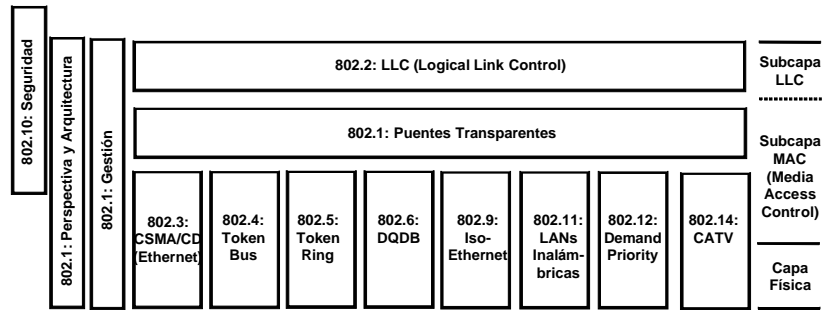 802.10: Seguridad
802.1: Perspectiva y Arquitectura
802.1: Gestión
802.2: LLC (Logical Link Control)
802.1: Puentes Transparentes
802.3:
CSMA/CD
(Ethernet)
802.4:
Token
Bus
802.5:
Token
Ring
802.6:
DQDB
802.9:
Iso-
Ethernet
802.11:
LANs
Inalám-
bricas
802.12:
Demand
Priority
802.14:
CATV
Subcapa
LLC
Subcapa
MAC
(Media
Access
Control)
Capa
Física